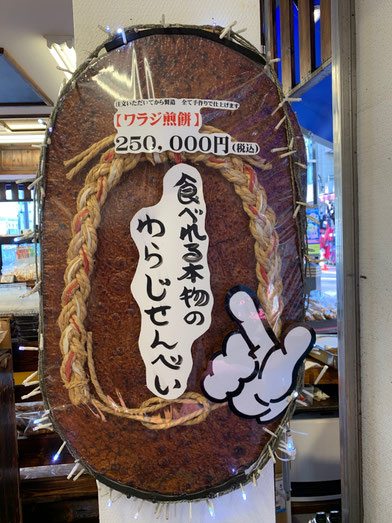 注文いただいてから製造　全て手作りで仕上げます
【ワラジ煎餅】
250,000円(税込)
食べれる本物の
わらじせんべい